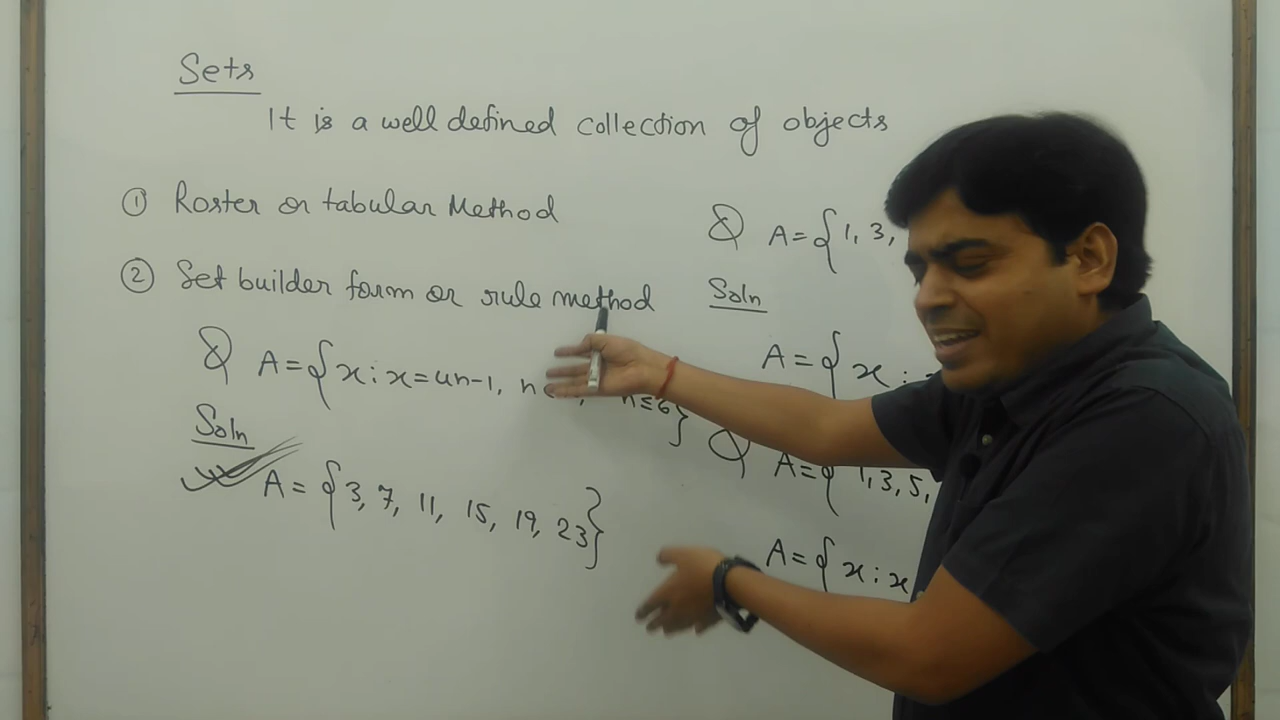 Sets
It is a well defined collection of objects
① Roster or tabular Method
② Set builder form or rule method
Q A={x:x=4n-1, n n≤6}
Soln
A={3, 7, 11, 15, 19, 23}
Q A={1, 3,
Soln
A={x:
Q A={1,3,5,
A={x:x